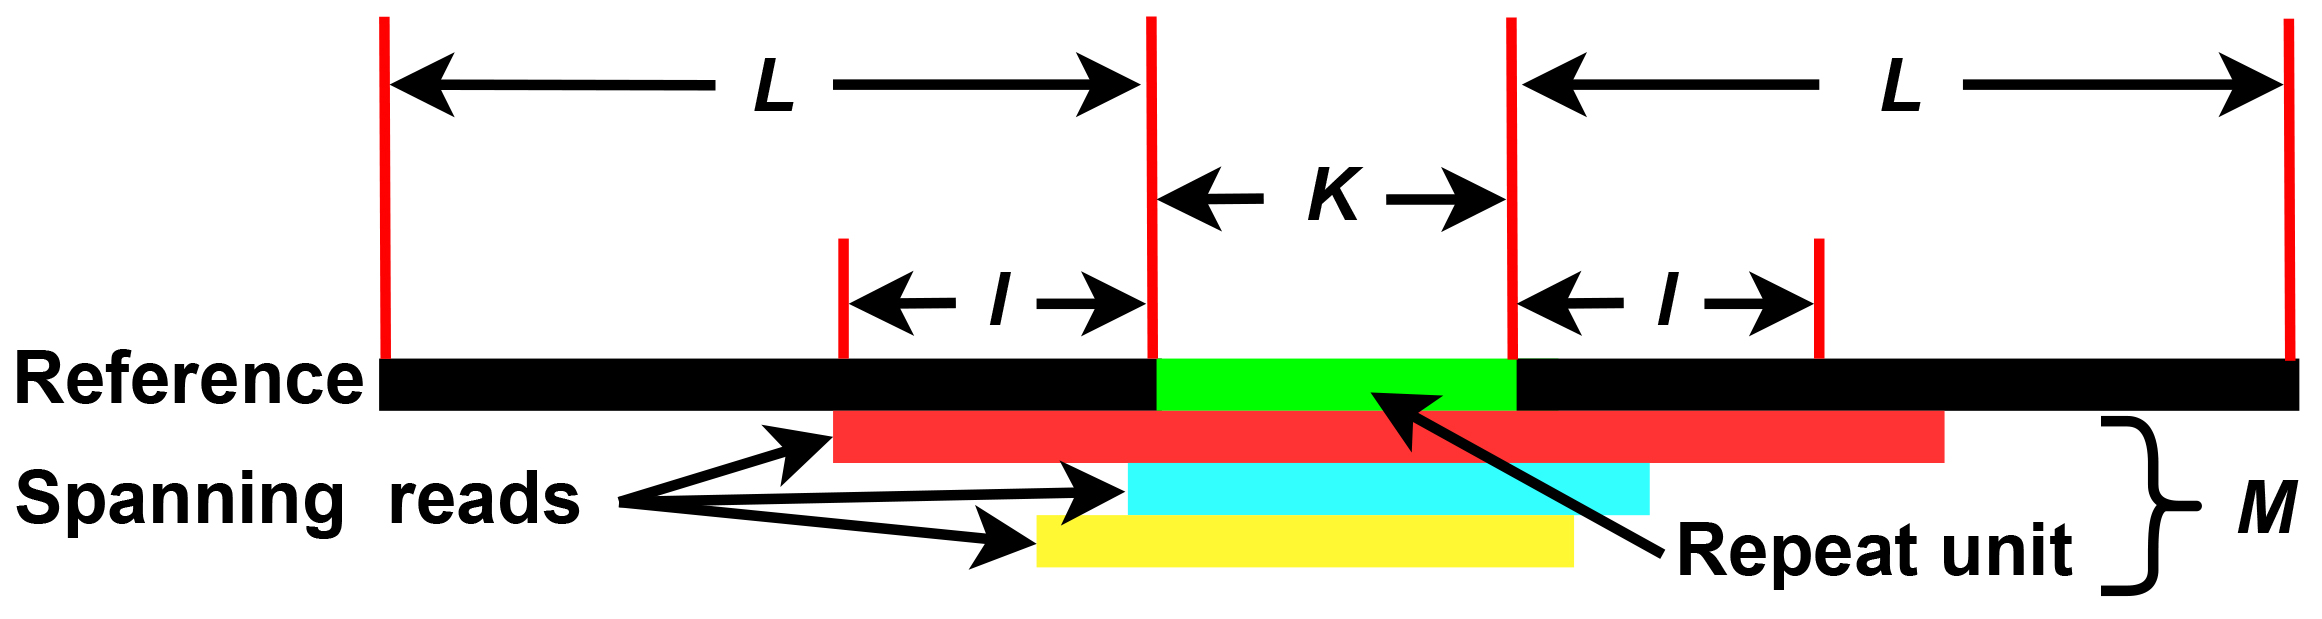 L L
K
l l
Reference
Spanning reads
M
Repeat unit